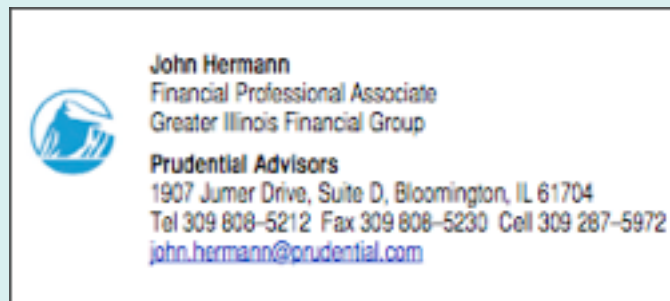 John Hermann
Financial Professional Associate
Greater Illinois Financial Group
Prudential Advisors
1907 Jumer Drive, Suite D, Bloomington, IL 61704
Tel 309 808–5212 Fax 309 808–5230 Cell 309 287–5972
john.hermann@prudential.com